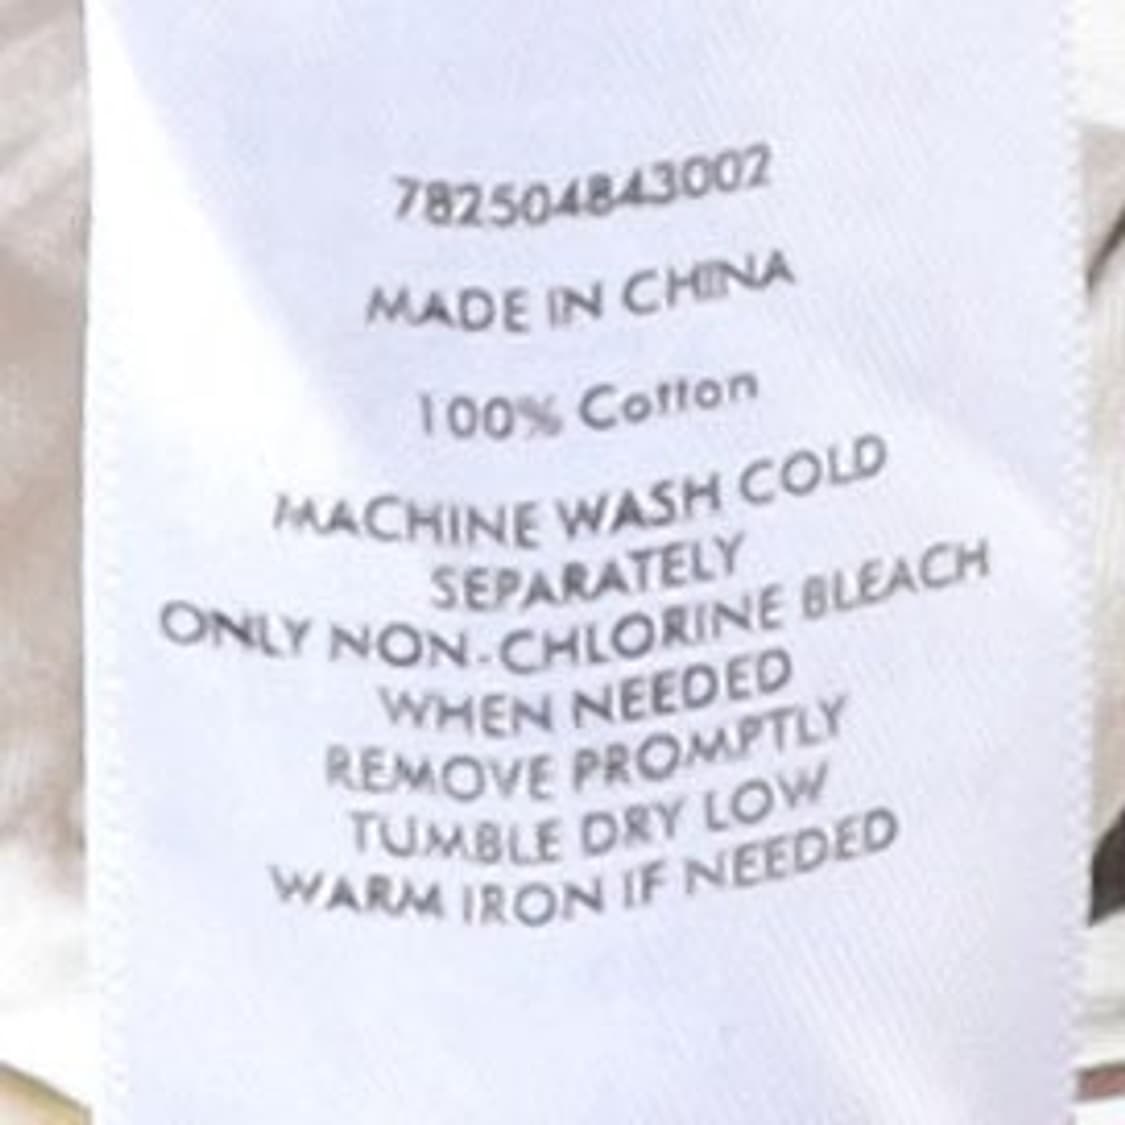 782504843002
MADE IN CHINA
100% Cotton
MACHINE WASH COLD
SEPARATELY
ONLY NON-CHLORINE BLEACH
WHEN NEEDED
REMOVE PROMPTLY
TUMBLE DRY LOW
WARM IRON IF NEEDED